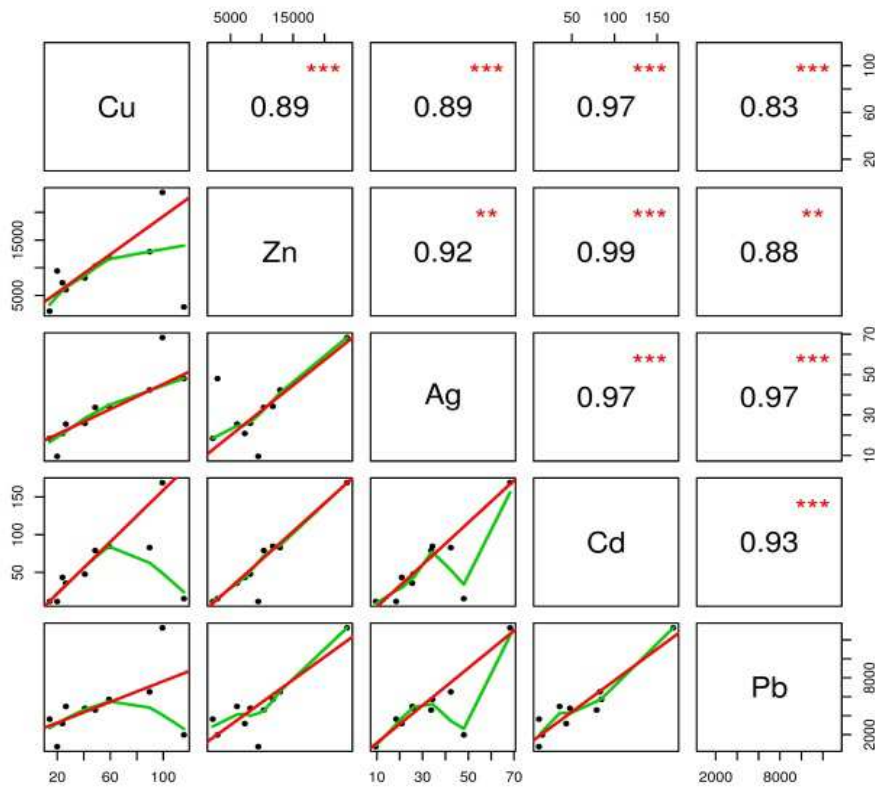 5000 15000 50 150
*** *** *** ***
Cu 0.89 0.89 0.97 0.83 20 60 100
** *** **
5000 15000 Zn 0.92 0.99 0.88
*** ***
Ag 0.97 0.97 10 30 50 70
***
50 100 150 Cd 0.93
Pb 2000 8000
20 60 100 10 30 50 70 2000 8000